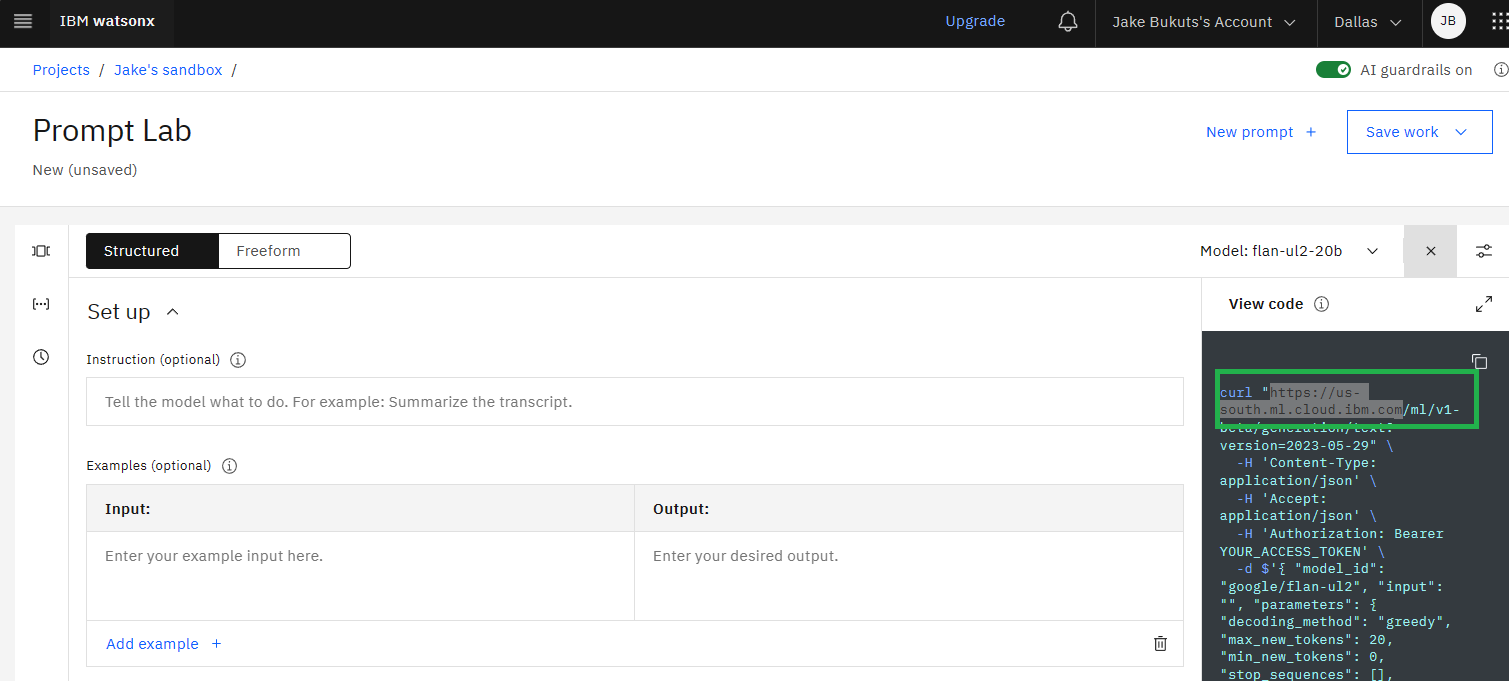 IBM watsonx
Upgrade
Jake Bukuts's Account
Dallas
JB
Projects / Jake's sandbox /
AI guardrails on
Prompt Lab
New prompt +
Save work
New (unsaved)
Structured
Freeform
Model: flan-ul2-20b
Set up
View code
Instruction (optional)
Tell the model what to do. For example: Summarize the transcript.
Examples (optional)
Input:
Output:
Enter your example input here.
Enter your desired output.
Add example +
curl "https://us-
south.ml.cloud.ibm.com/ml/v1-
beta/generation/text?
version=2023-05-29" \
-H 'Content-Type:
application/json' \
-H 'Accept:
application/json' \
-H 'Authorization: Bearer
YOUR_ACCESS_TOKEN' \
-d $'{ "model_id":
"google/flan-ul2", "input":
"", "parameters": {
"decoding_method": "greedy",
"max_new_tokens": 20,
"min_new_tokens": 0,
"stop_sequences": [],